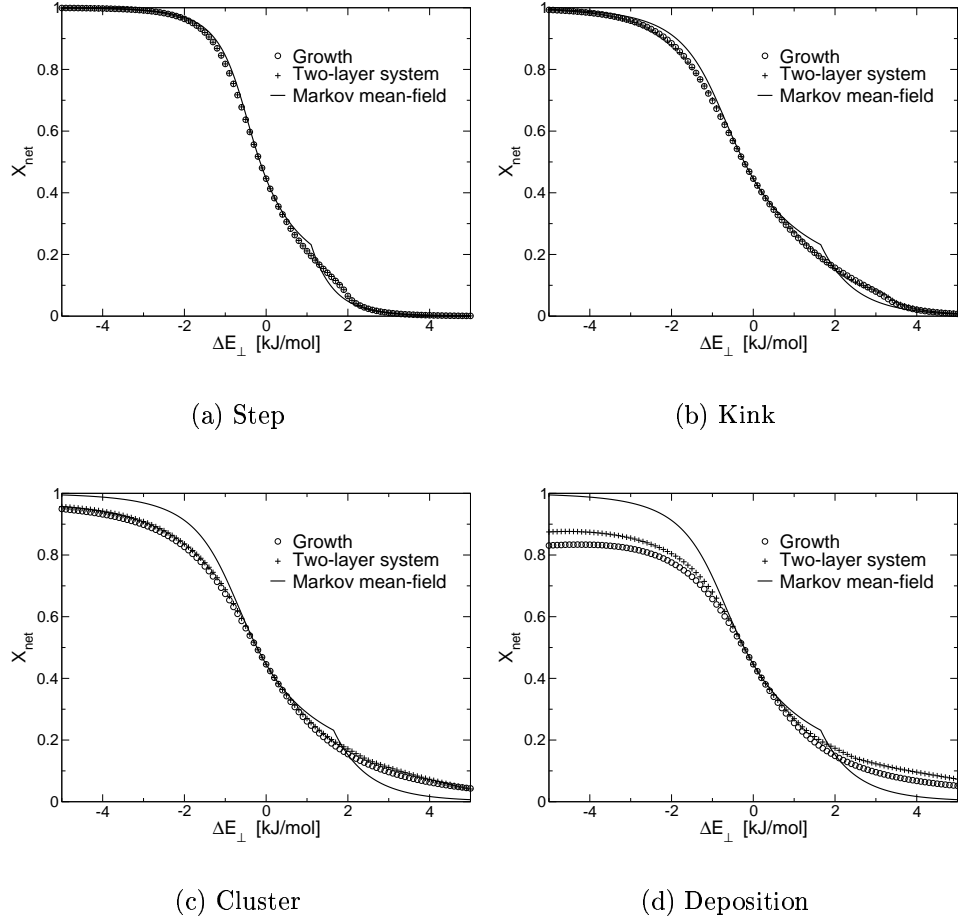 1
0.8
0.6
0.4
0.2
0
X_net
-4 -2 0 2 4
ΔE⊥ [kJ/mol]
Growth
Two-layer system
Markov mean-field
(a) Step
1
0.8
0.6
0.4
0.2
0
X_net
-4 -2 0 2 4
ΔE⊥ [kJ/mol]
Growth
Two-layer system
Markov mean-field
(b) Kink
1
0.8
0.6
0.4
0.2
0
X_net
-4 -2 0 2 4
ΔE⊥ [kJ/mol]
Growth
Two-layer system
Markov mean-field
(c) Cluster
1
0.8
0.6
0.4
0.2
0
X_net
-4 -2 0 2 4
ΔE⊥ [kJ/mol]
Growth
Two-layer system
Markov mean-field
(d) Deposition